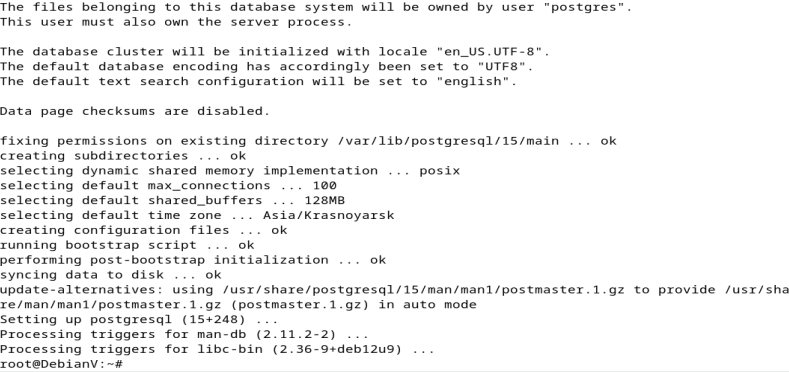 The files belonging to this database system will be owned by user "postgres".
This user must also own the server process.
The database cluster will be initialized with locale "en_US.UTF-8".
The default database encoding has accordingly been set to "UTF8".
The default text search configuration will be set to "english".
Data page checksums are disabled.
fixing permissions on existing directory /var/lib/postgresql/15/main ... ok
creating subdirectories ... ok
selecting dynamic shared memory implementation ... posix
selecting default max_connections ... 100
selecting default shared_buffers ... 128MB
selecting default time zone ... Asia/Krasnoyarsk
creating configuration files ... ok
running bootstrap script ... ok
performing post-bootstrap initialization ... ok
syncing data to disk ... ok
update-alternatives: using /usr/share/postgresql/15/man/man1/postmaster.1.gz to provide /usr/sha
re/man/man1/postmaster.1.gz (postmaster.1.gz) in auto mode
Setting up postgresql (15+248) ...
Processing triggers for man-db (2.11.2-2) ...
Processing triggers for libc-bin (2.36-9+deb12u9) ...
root@DebianV:~#